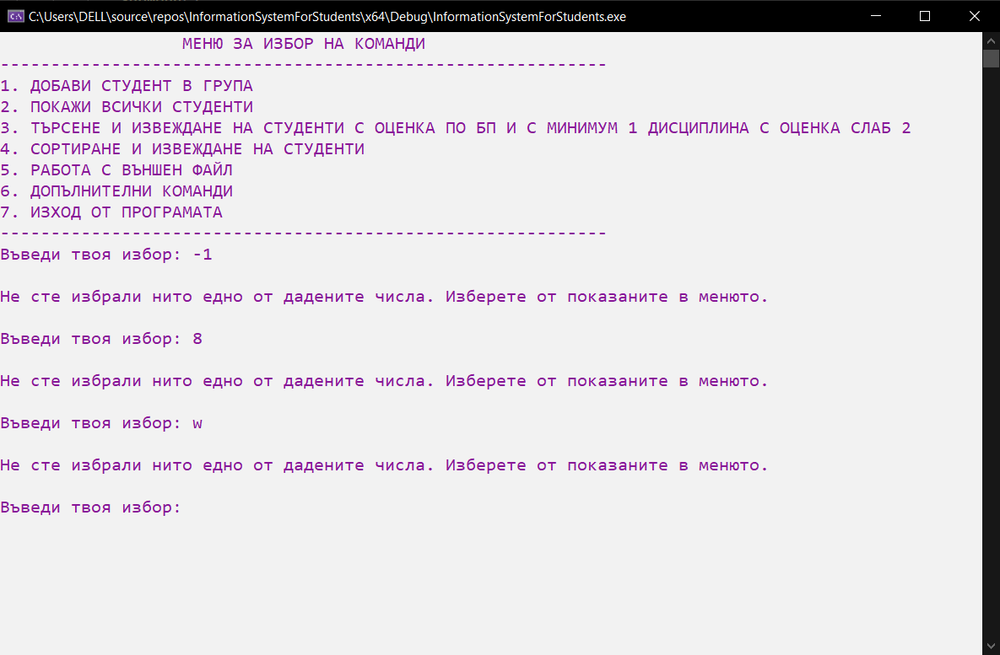 C:\Users\DELL\source\repos\InformationSystemForStudents\x64\Debug\InformationSystemForStudents.exe
МЕНЮ ЗА ИЗБОР НА КОМАНДИ
------------------------------------------------------------
1. ДОБАВИ СТУДЕНТ В ГРУПА
2. ПОКАЖИ ВСИЧКИ СТУДЕНТИ
3. ТЪРСЕНЕ И ИЗВЕЖДАНЕ НА СТУДЕНТИ С ОЦЕНКА ПО БП И С МИНИМУМ 1 ДИСЦИПЛИНА С ОЦЕНКА СЛАБ 2
4. СОРТИРАНЕ И ИЗВЕЖДАНЕ НА СТУДЕНТИ
5. РАБОТА С ВЪНШЕН ФАЙЛ
6. ДОПЪЛНИТЕЛНИ КОМАНДИ
7. ИЗХОД ОТ ПРОГРАМАТА
------------------------------------------------------------
Въведи твоя избор: -1
Не сте избрали нито едно от дадените числа. Изберете от показаните в менюто.
Въведи твоя избор: 8
Не сте избрали нито едно от дадените числа. Изберете от показаните в менюто.
Въведи твоя избор: w
Не сте избрали нито едно от дадените числа. Изберете от показаните в менюто.
Въведи твоя избор: